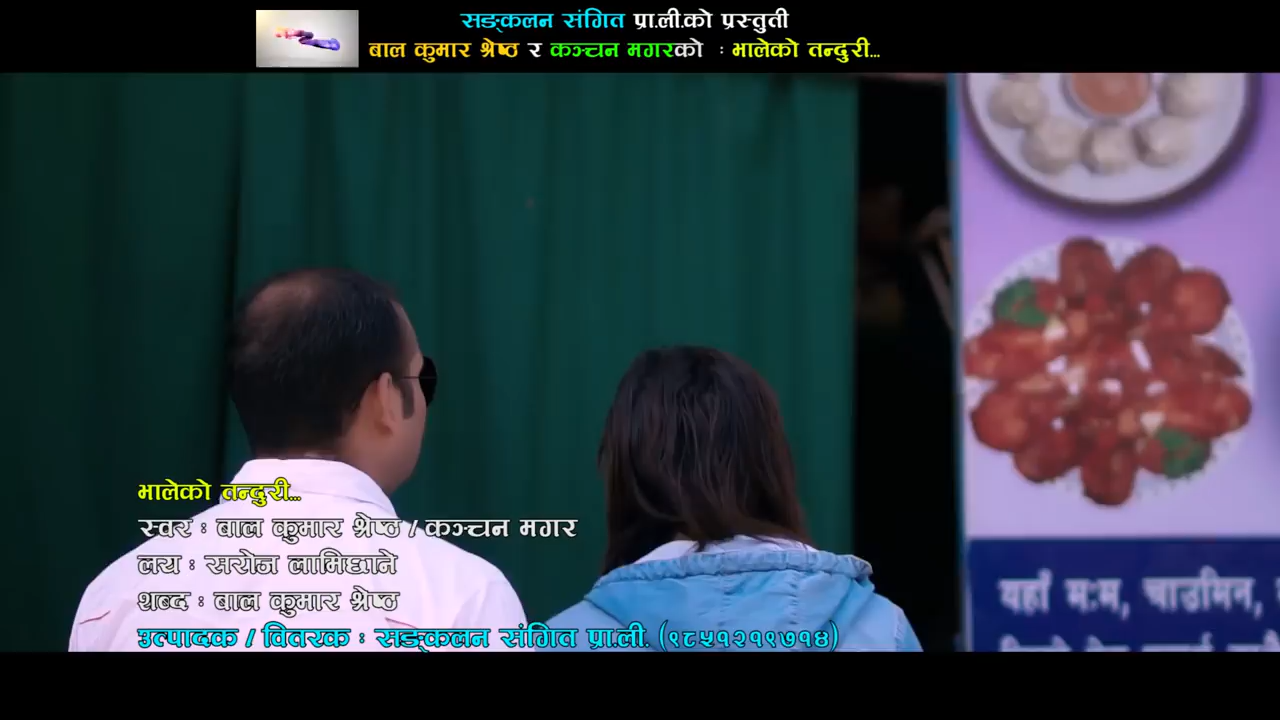 सङ्कलन संगित प्रा.ली.को प्रस्तुती
बाल कुमार श्रेष्ठ र कञ्चन मगरको : भालेको तन्दुरी...
भालेको तन्दुरी...
स्वर : बाल कुमार श्रेष्ठ / कञ्चन मगर
लय : सरोज लामिछाने
शब्द : बाल कुमार श्रेष्ठ
उत्पादक / वितरक : सङ्कलन संगित प्रा.ली. (९८५१२१९७१४)
यहाँ म:म, चाउमिन,